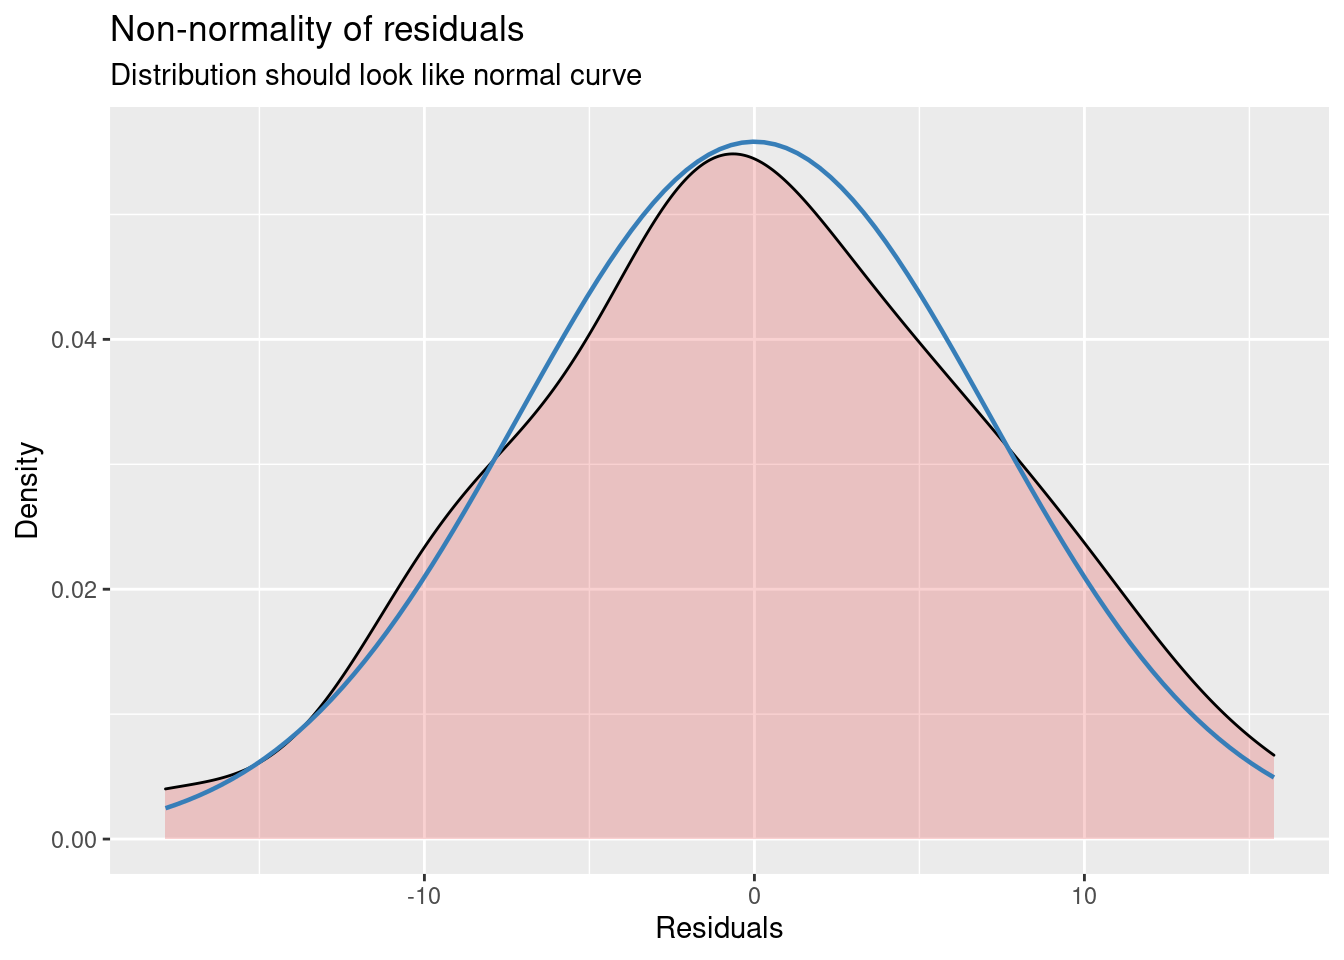 Non-normality of residuals
Distribution should look like normal curve
Density
0.04
0.02
0.00
-10
0
10
Residuals